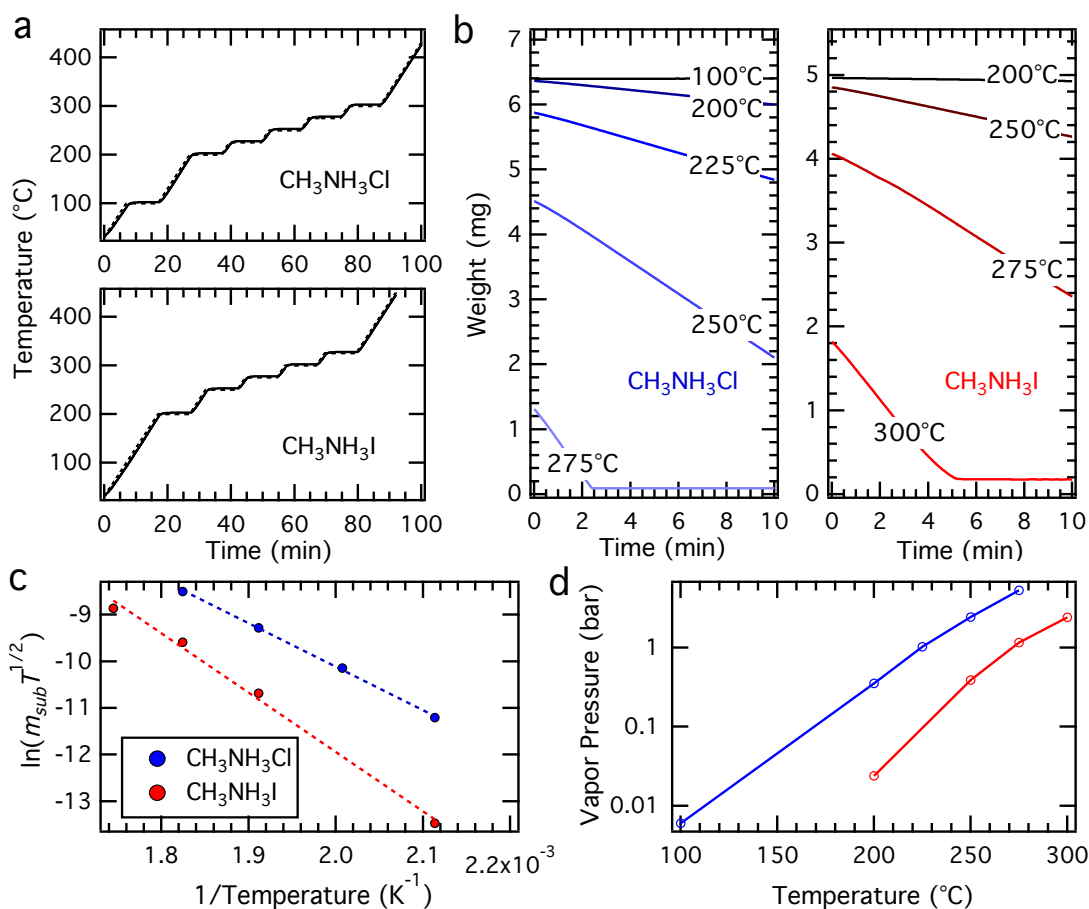 a
Temperature (°C)
400
300
200
100
CH3NH3Cl
0 20 40 60 80 100
Time (min)
400
300
200
100
CH3NH3I
0 20 40 60 80 100
Time (min)
b
Weight (mg)
7
6
5
4
3
2
1
0
100°C
200°C
225°C
250°C
CH3NH3Cl
275°C
0 2 4 6 8 10
Time (min)
5
4
3
2
1
0
200°C
250°C
275°C
CH3NH3I
300°C
0 2 4 6 8 10
Time (min)
c
ln(msubT1/2)
-9
-10
-11
-12
-13
CH3NH3Cl
CH3NH3I
1.8 1.9 2.0 2.1 2.2x10-3
1/Temperature (K-1)
d
Vapor Pressure (bar)
1
0.1
0.01
100 150 200 250 300
Temperature (°C)